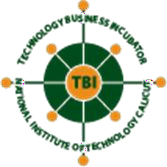 TECHNOLOGY BUSINESS INCUBATOR
TBI
NATIONAL INSTITUTE OF TECHNOLOGY CALICUT